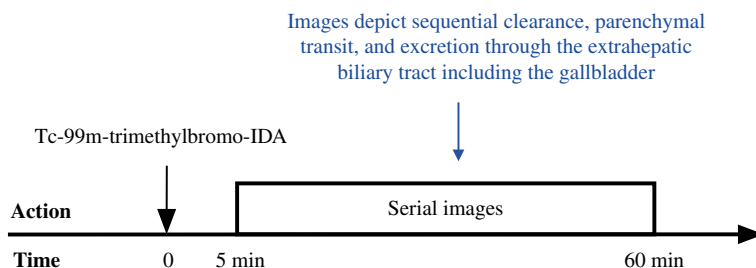 Images depict sequential clearance, parenchymal
transit, and excretion through the extrahepatic
biliary tract including the gallbladder
Tc-99m-trimethylbromo-IDA
Action
Serial images
Time 0 5 min 60 min